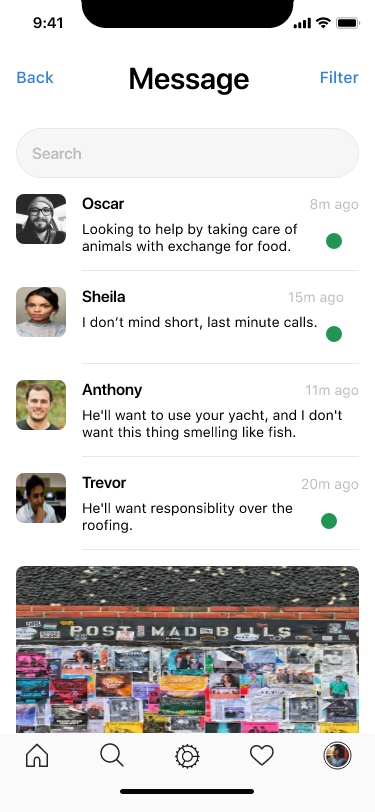 9:41
Back
Message
Filter
Search
Oscar
8m ago
Looking to help by taking care of
animals with exchange for food.
Sheila
15m ago
I don’t mind short, last minute calls.
Anthony
11m ago
He'll want to use your yacht, and I don't
want this thing smelling like fish.
Trevor
20m ago
He'll want responsiblity over the
roofing.
POST MAD BILLS